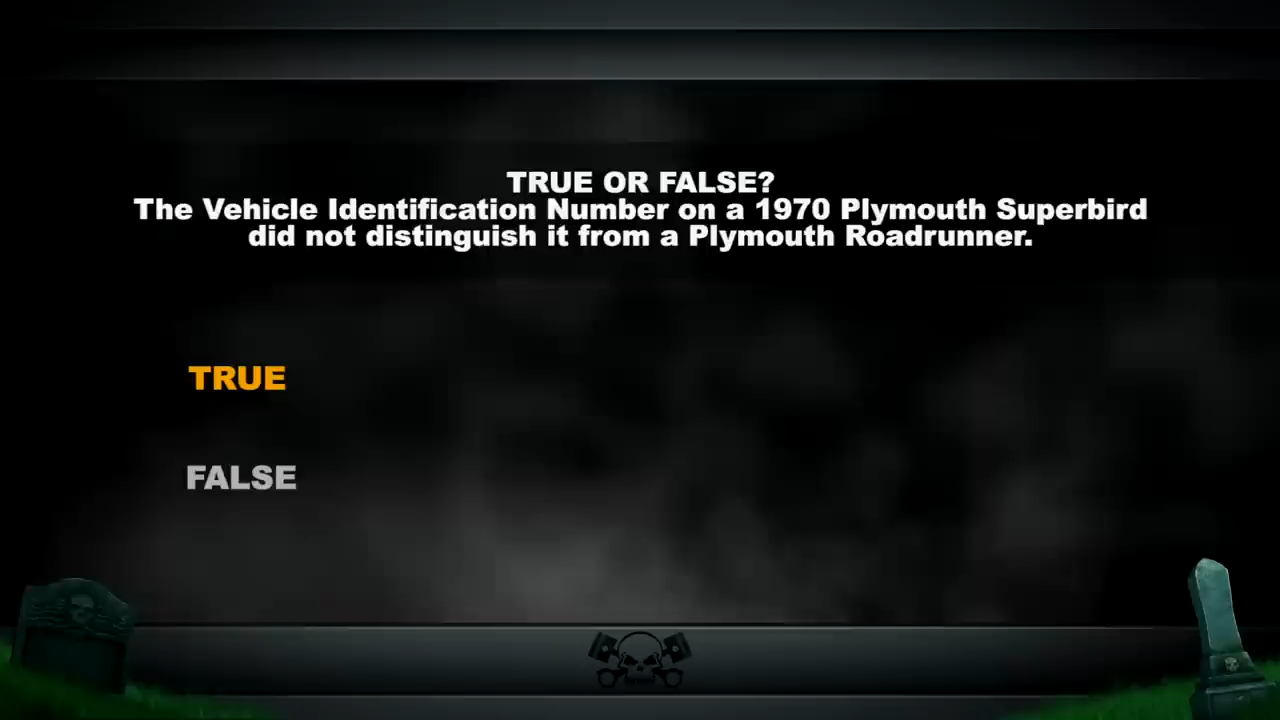 TRUE OR FALSE?
The Vehicle Identification Number on a 1970 Plymouth Superbird
did not distinguish it from a Plymouth Roadrunner.
TRUE
FALSE